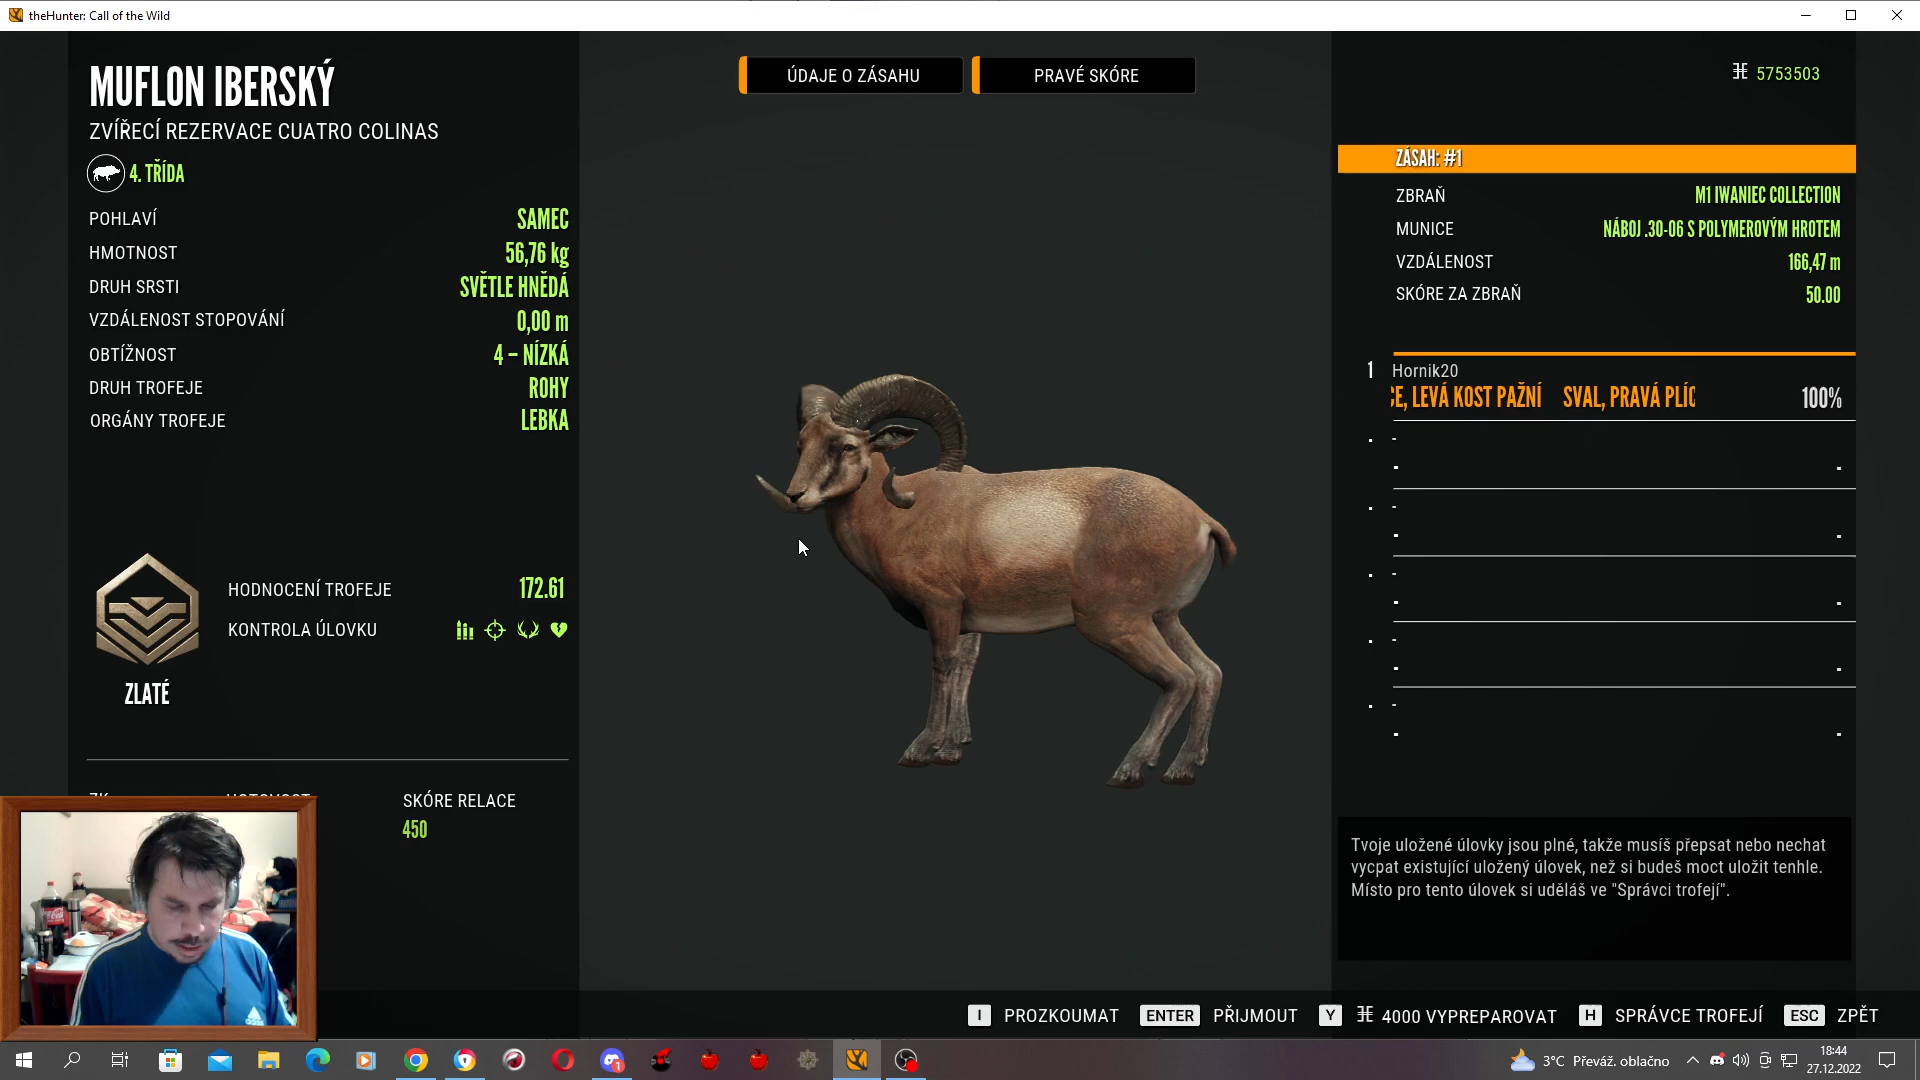 theHunter: Call of the Wild
MUFLON IBERSKÝ
ZVÍŘECÍ REZERVACE CUATRO COLINAS
4. TŘÍDA
POHLAVÍ SAMEC
HMOTNOST 56,76 kg
DRUH SRSTI SVĚTLE HNĚDÁ
VZDÁLENOST STOPOVÁNÍ 0,00 m
OBTÍŽNOST 4 – NÍZKÁ
DRUH TROFEJE ROHY
ORGÁNY TROFEJE LEBKA
HODNOCENÍ TROFEJE 172.61
KONTROLA ÚLOVKU
ZLATÉ
SKÓRE RELACE
450
ÚDAJE O ZÁSAHU PRAVÉ SKÓRE
5753503
ZÁSAH: #1
ZBRAŇ M1 IWANIEC COLLECTION
MUNICE NÁBOJ .30-06 S POLYMEROVÝM HROTEM
VZDÁLENOST 166,47 m
SKÓRE ZA ZBRAŇ 50.00
1 Hornik20
CE, LEVÁ KOST PAŽNÍ SVAL, PRAVÁ PLÍC 100%
Tvoje uložené úlovky jsou plné, takže musíš přepsat nebo nechat
vycpat existující uložený úlovek, než si budeš moct uložit tenhle.
Místo pro tento úlovek si uděláš ve "Správci trofejí".
I PROZKOUMAT ENTER PŘIJMOUT Y 4000 VYPREPAROVAT H SPRÁVCE TROFEJÍ ESC ZPĚT
3°C Převáž. oblačno
18:44
27.12.2022